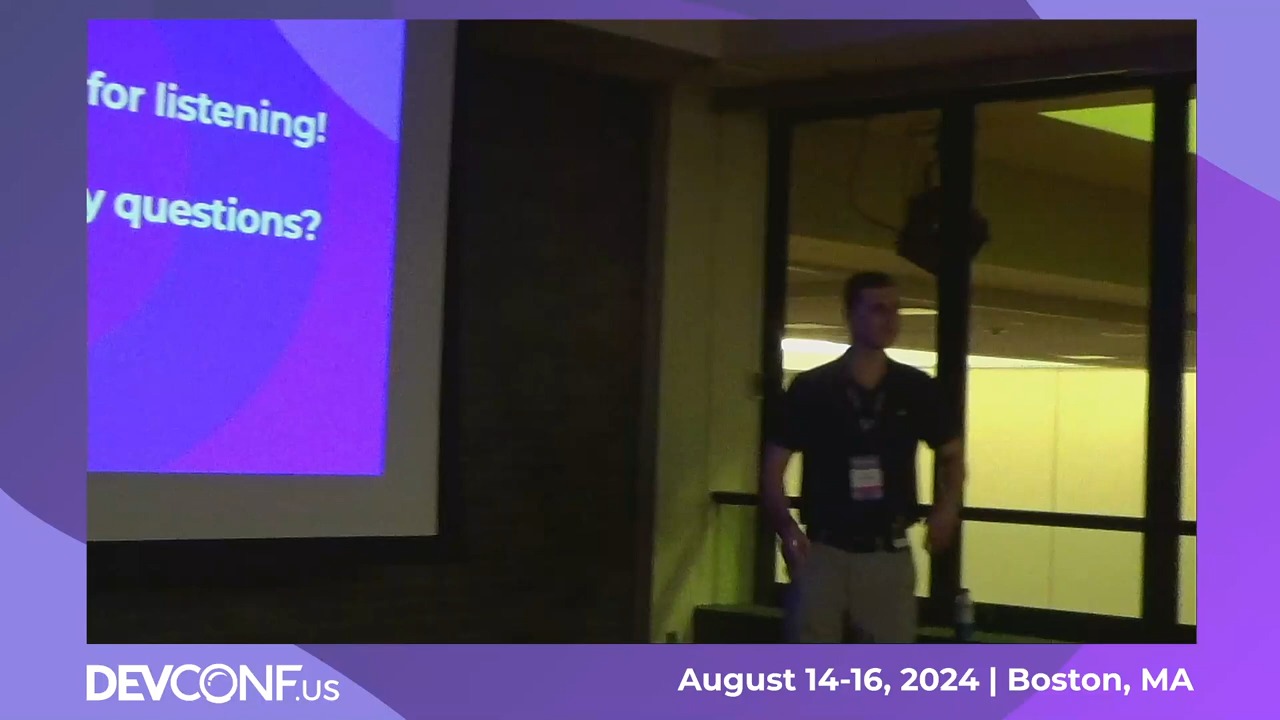 for listening!
y questions?
DEVCONF.US
August 14-16, 2024 | Boston, MA